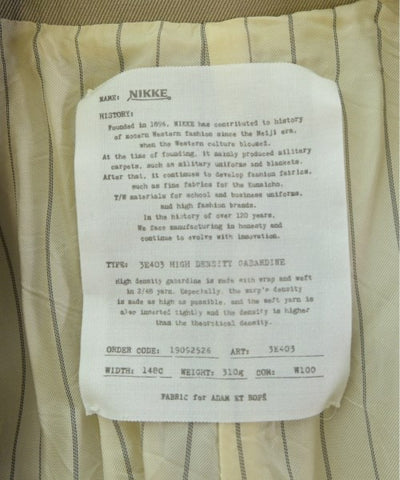 NAME: NIKKE
HISTORY:
Founded in 1896, NIKKE has contributed to history
of modern Western fashion since the Meiji era,
when the Western culture bloomed.
At the time of founding, it mainly produced military
carpets, such as military uniforms and blankets.
After that, it continues to develop fashion fabrics,
such as fine fabrics for the
T/W materials for school and business uniforms,
and high fashion brands.
In the history of over 120 years,
We face manufacturing in honesty and
continue to evolve with innovation.
TYPE: 3E403 HIGH DENSITY GABARDINE
High density gabardine is made with wrap and weft
in 2/48 yarn. Especially, the warp's density
is made as high as possible, and the weft yarn is
also inserted tightly and the density is higher
than the theoretical density.
ORDER CODE: 19092526 ART: 3E403
WIDTH: 148C WEIGHT: 310g COM: W100
FABRIC for ADAM ET ROPÉ